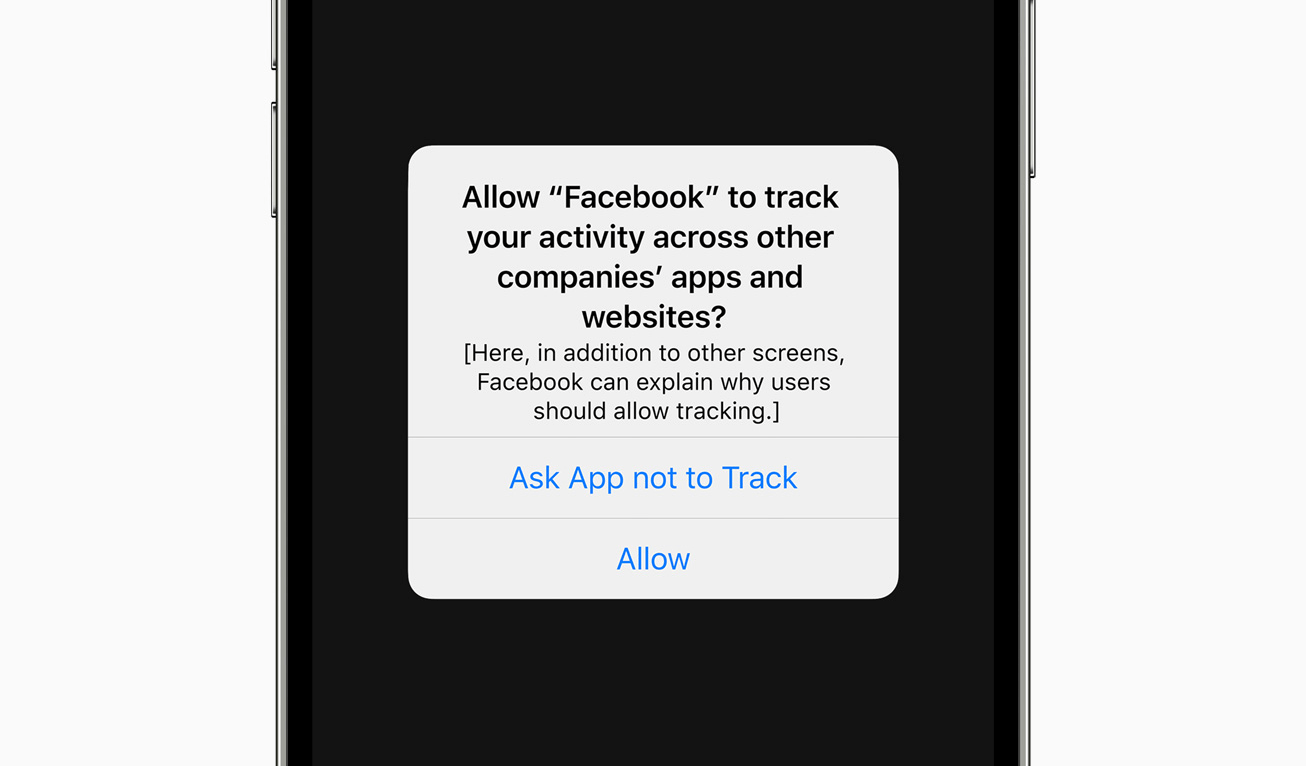 Allow “Facebook” to track
your activity across other
companies’ apps and
websites?
[Here, in addition to other screens,
Facebook can explain why users
should allow tracking.]
Ask App not to Track
Allow